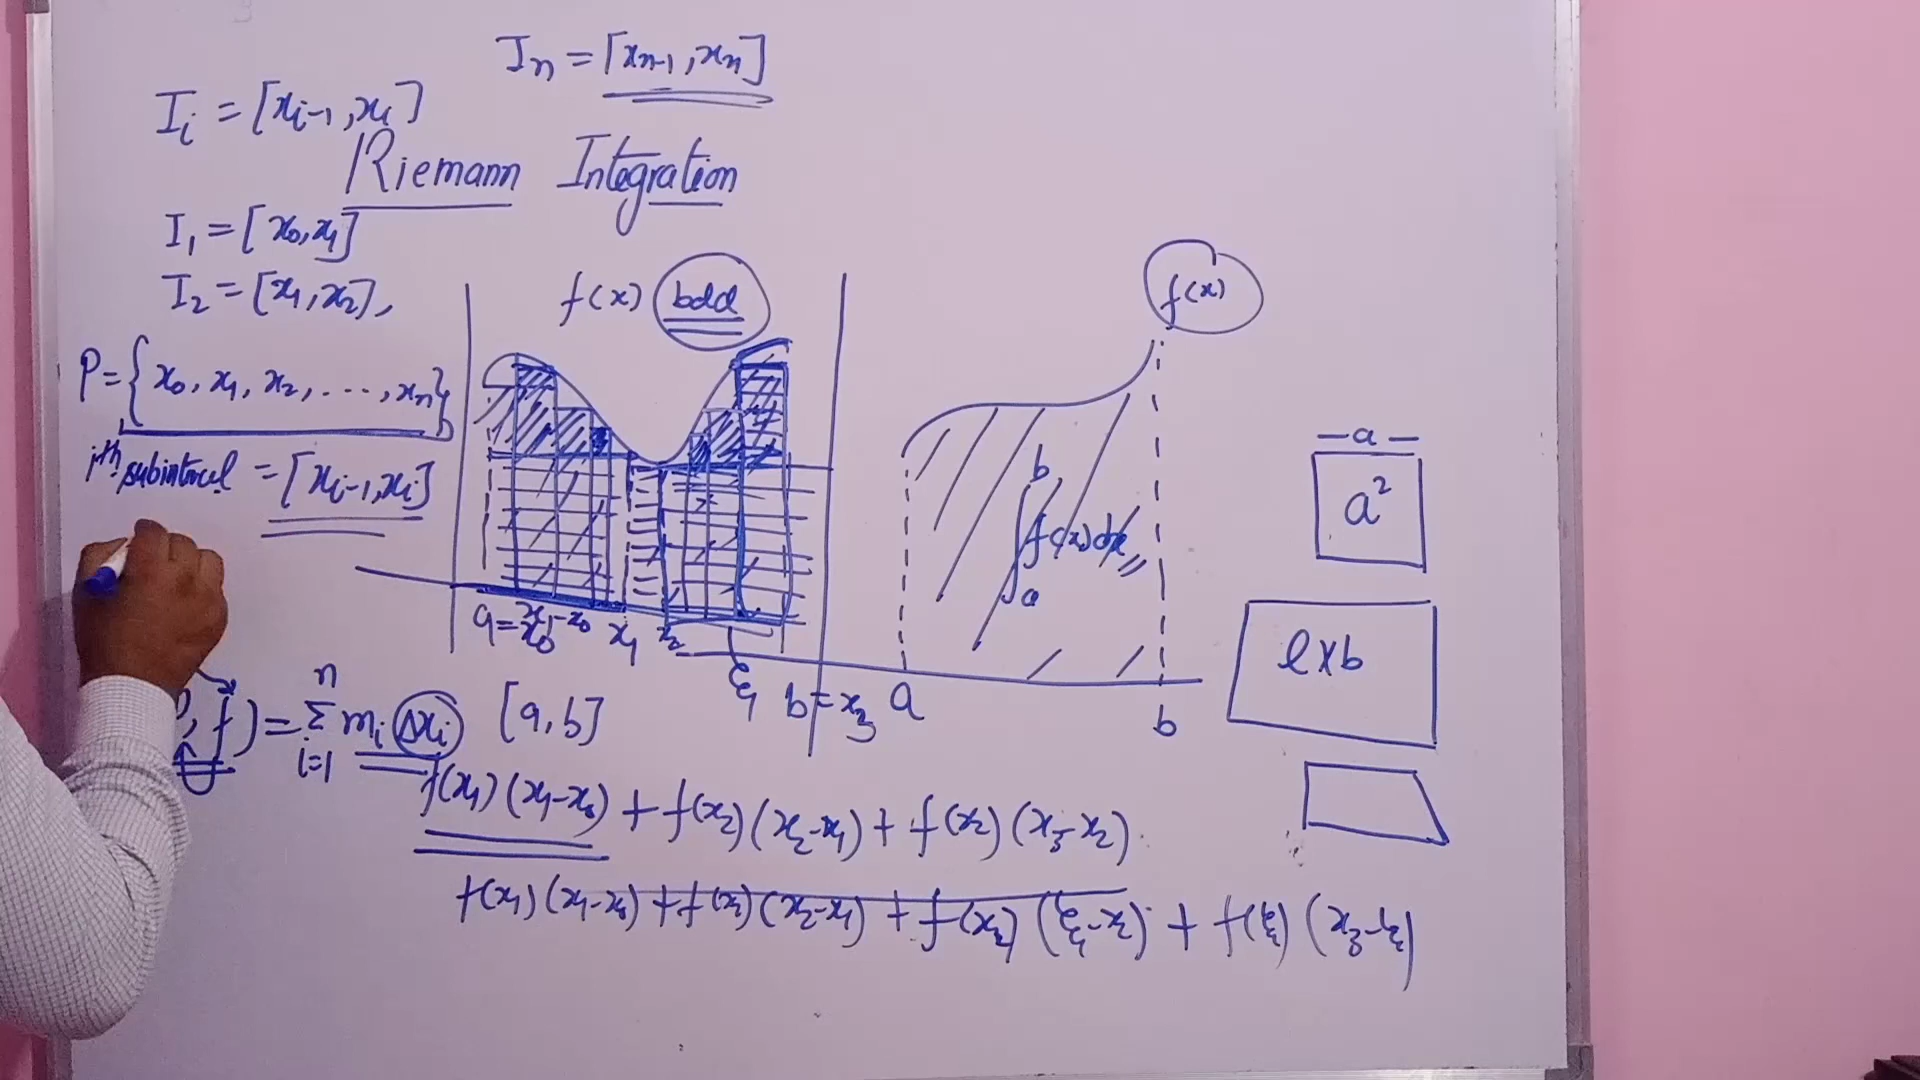 Iₙ = [xₙ₋₁, xₙ]
Iᵢ = [xᵢ₋₁, xᵢ]
Riemann Integration
I₁ = [x₀, x₁]
I₂ = [x₁, x₂],
f(x) bdd
f(x)
P = {x₀, x₁, x₂, ..., xₙ}
ith subinterval = [xᵢ₋₁, xᵢ]
a
a²
∫ₐᵇ f(x) dx
l x b
a = x₀ x₁ x₂ ξ₁ b = x₃
a b
, f) = Σⁿᵢ₌₁ mᵢ Δxᵢ [a, b]
f(x₁)(x₁-x₀) + f(x₂)(x₂-x₁) + f(x₂)(x₃-x₂)
f(x₁)(x₁-x₀) + f(x₂)(x₂-x₁) + f(x₂)(ξ₁-x₂) + f(ξ₁)(x₃-ξ₁)